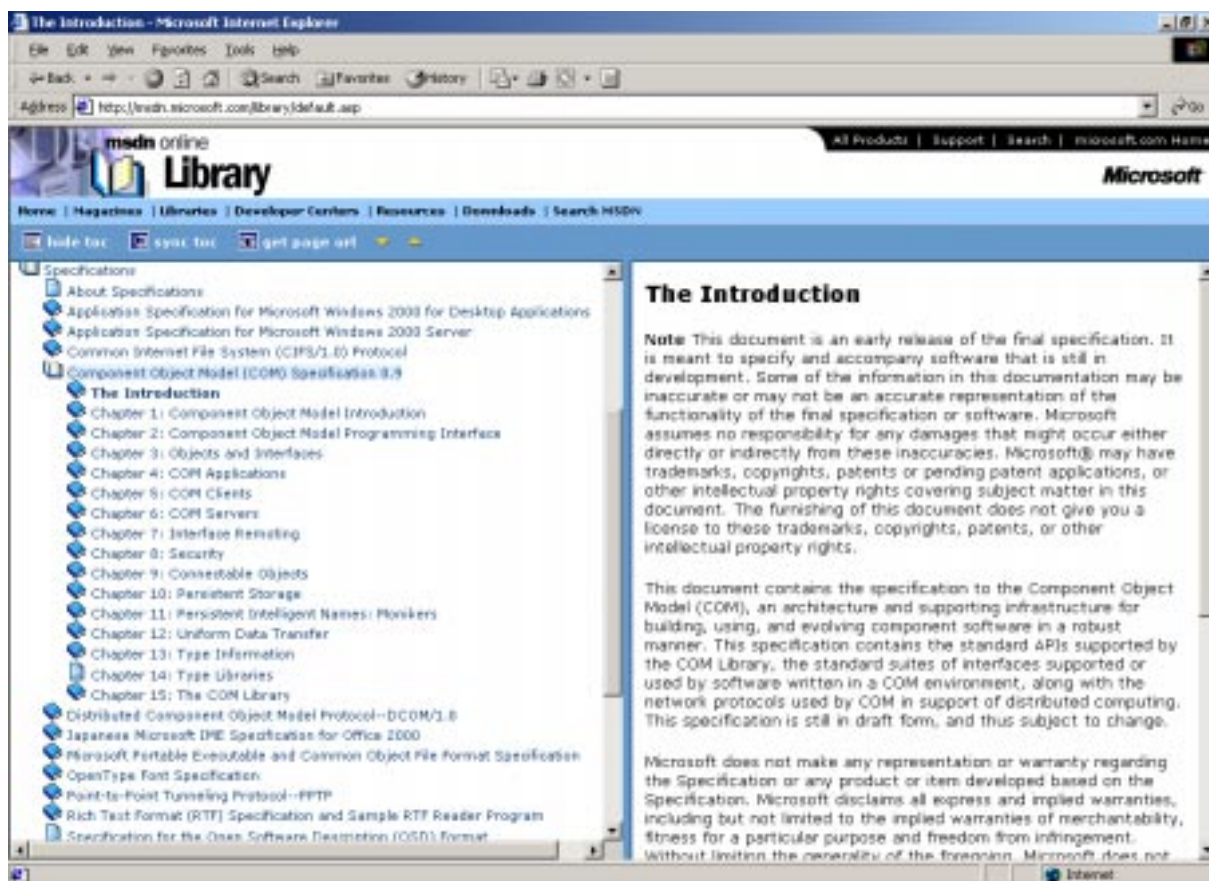 The Introduction - Microsoft Internet Explorer
File Edit View Favorites Tools Help
Back Search Favorites History
Address http://msdn.microsoft.com/library/default.asp Go
All Products | Support | Search | microsoft.com Home
msdn online
Library
Microsoft
Home | Magazines | Libraries | Developer Centers | Resources | Downloads | Search MSDN
hide toc sync toc get page url
Specifications
About Specifications
Application Specification for Microsoft Windows 2000 for Desktop Applications
Application Specification for Microsoft Windows 2000 Server
Common Internet File System (CIFS/1.0) Protocol
Component Object Model (COM) Specification 0.9
The Introduction
Chapter 1: Component Object Model Introduction
Chapter 2: Component Object Model Programming Interface
Chapter 3: Objects and Interfaces
Chapter 4: COM Applications
Chapter 5: COM Clients
Chapter 6: COM Servers
Chapter 7: Interface Remoting
Chapter 8: Security
Chapter 9: Connectable Objects
Chapter 10: Persistent Storage
Chapter 11: Persistent Intelligent Names: Monikers
Chapter 12: Uniform Data Transfer
Chapter 13: Type Information
Chapter 14: Type Libraries
Chapter 15: The COM Library
Distributed Component Object Model Protocol--DCOM/1.0
Japanese Microsoft IME Specification for Office 2000
Microsoft Portable Executable and Common Object File Format Specification
OpenType Font Specification
Point-to-Point Tunneling Protocol--PPTP
Rich Text Format (RTF) Specification and Sample RTF Reader Program
Specification for the Open Software Description (OSD) Format
The Introduction
Note This document is an early release of the final specification. It
is meant to specify and accompany software that is still in
development. Some of the information in this documentation may be
inaccurate or may not be an accurate representation of the
functionality of the final specification or software. Microsoft
assumes no responsibility for any damages that might occur either
directly or indirectly from these inaccuracies. Microsoft® may have
trademarks, copyrights, patents or pending patent applications, or
other intellectual property rights covering subject matter in this
document. The furnishing of this document does not give you a
license to these trademarks, copyrights, patents, or other
intellectual property rights.
This document contains the specification to the Component Object
Model (COM), an architecture and supporting infrastructure for
building, using, and evolving component software in a robust
manner. This specification contains the standard APIs supported by
the COM Library, the standard suites of interfaces supported or
used by software written in a COM environment, along with the
network protocols used by COM in support of distributed computing.
This specification is still in draft form, and thus subject to change.
Microsoft does not make any representation or warranty regarding
the Specification or any product or item developed based on the
Specification. Microsoft disclaims all express and implied warranties,
including but not limited to the implied warranties of merchantability,
fitness for a particular purpose and freedom from infringement.
Without limiting the generality of the foregoing, Microsoft does not
Internet